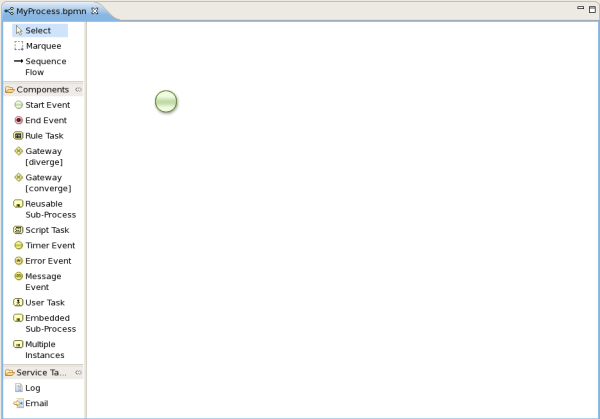 MyProcess.bpmn
Select
Marquee
Sequence
Flow
Components
Start Event
End Event
Rule Task
Gateway
[diverge]
Gateway
[converge]
Reusable
Sub-Process
Script Task
Timer Event
Error Event
Message
Event
User Task
Embedded
Sub-Process
Multiple
Instances
Service Ta...
Log
Email